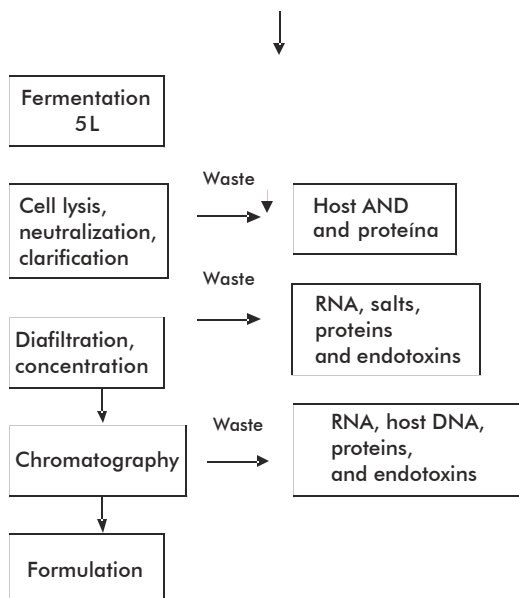 Fermentation
5L
Waste
Cell lysis,
neutralization,
clarification
Host AND
and proteína
Waste
RNA, salts,
proteins
and endotoxins
Diafiltration,
concentration
Waste
RNA, host DNA,
proteins,
and endotoxins
Chromatography
Formulation